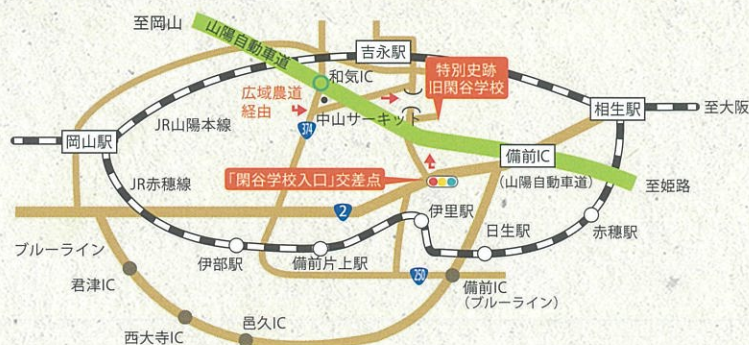 至岡山
山陽自動車道
吉永駅
特別史跡
旧閑谷学校
和気IC
広域農道
経由
中山サーキット
相生駅
至大阪
374
JR山陽本線
岡山駅
備前IC
(山陽自動車道)
「閑谷学校入口」交差点
JR赤穂線
至姫路
2
伊里駅
日生駅
赤穂駅
ブルーライン
伊部駅
備前片上駅
250
君津IC
備前IC
(ブルーライン)
西大寺IC
邑久IC